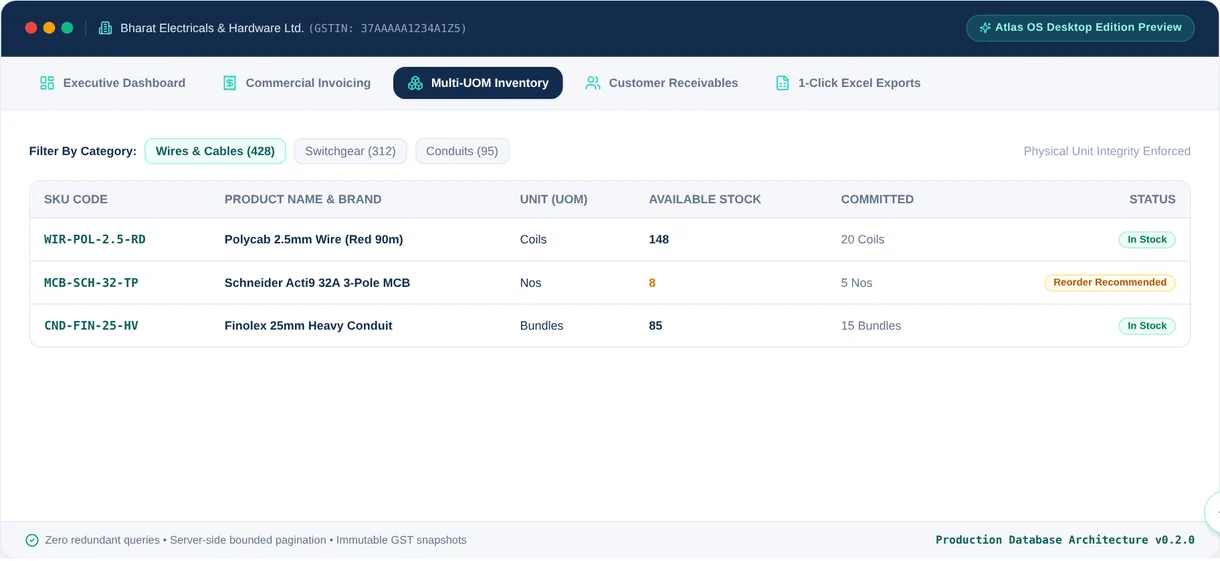 Bharat Electricals & Hardware Ltd. (GSTIN: 37AAAAA1234A1Z5)
Atlas OS Desktop Edition Preview
Executive Dashboard
Commercial Invoicing
Multi-UOM Inventory
Customer Receivables
1-Click Excel Exports
Filter By Category: Wires & Cables (428) Switchgear (312) Conduits (95)
Physical Unit Integrity Enforced
SKU CODE PRODUCT NAME & BRAND UNIT (UOM) AVAILABLE STOCK COMMITTED STATUS
WIR-POL-2.5-RD Polycab 2.5mm Wire (Red 90m) Coils 148 20 Coils In Stock
MCB-SCH-32-TP Schneider Acti9 32A 3-Pole MCB Nos 8 5 Nos Reorder Recommended
CND-FIN-25-HV Finolex 25mm Heavy Conduit Bundles 85 15 Bundles In Stock
Zero redundant queries • Server-side bounded pagination • Immutable GST snapshots
Production Database Architecture v0.2.0